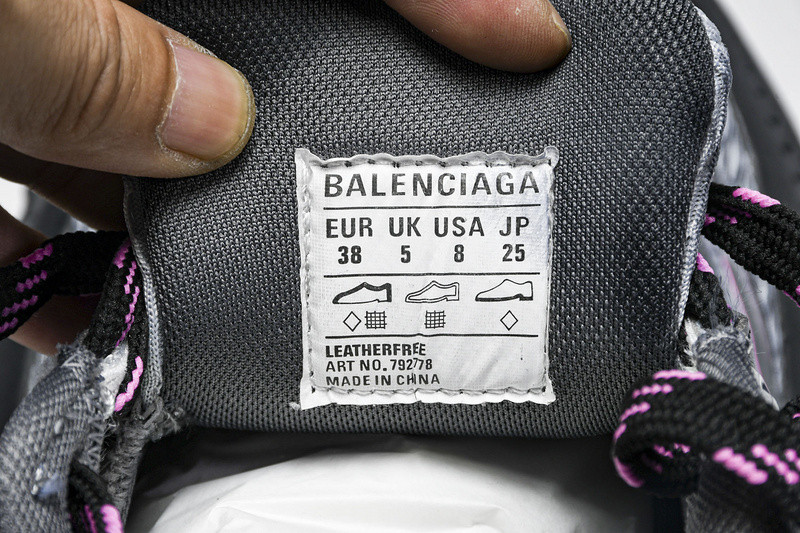 BALENCIAGA
EUR UK USA JP
38 5 8 25
LEATHERFREE
ART NO. 792778
MADE IN CHINA